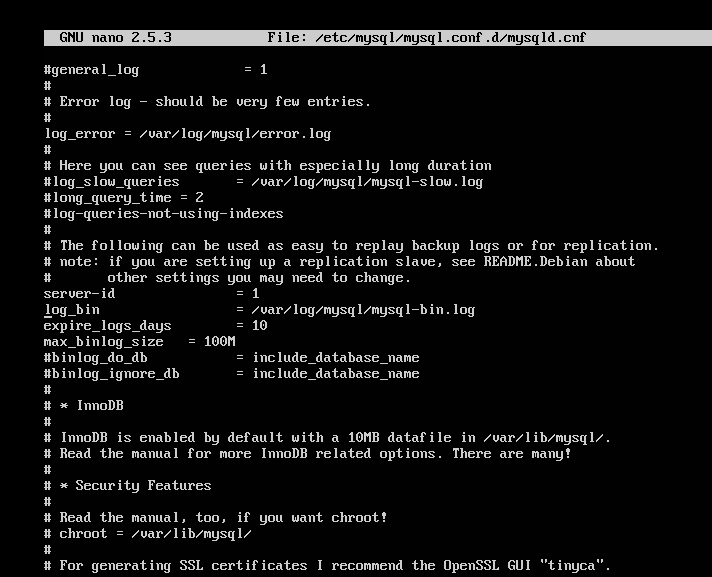 GNU nano 2.5.3 File: /etc/mysql/mysql.conf.d/mysqld.cnf
#general_log = 1
#
# Error log - should be very few entries.
#
log_error = /var/log/mysql/error.log
#
# Here you can see queries with especially long duration
#log_slow_queries = /var/log/mysql/mysql-slow.log
#long_query_time = 2
#log-queries-not-using-indexes
#
# The following can be used as easy to replay backup logs or for replication.
# note: if you are setting up a replication slave, see README.Debian about
# other settings you may need to change.
server-id = 1
log_bin = /var/log/mysql/mysql-bin.log
expire_logs_days = 10
max_binlog_size = 100M
#binlog_do_db = include_database_name
#binlog_ignore_db = include_database_name
#
# * InnoDB
#
# InnoDB is enabled by default with a 10MB datafile in /var/lib/mysql/.
# Read the manual for more InnoDB related options. There are many!
#
# * Security Features
#
# Read the manual, too, if you want chroot!
# chroot = /var/lib/mysql/
#
# For generating SSL certificates I recommend the OpenSSL GUI "tinyca".